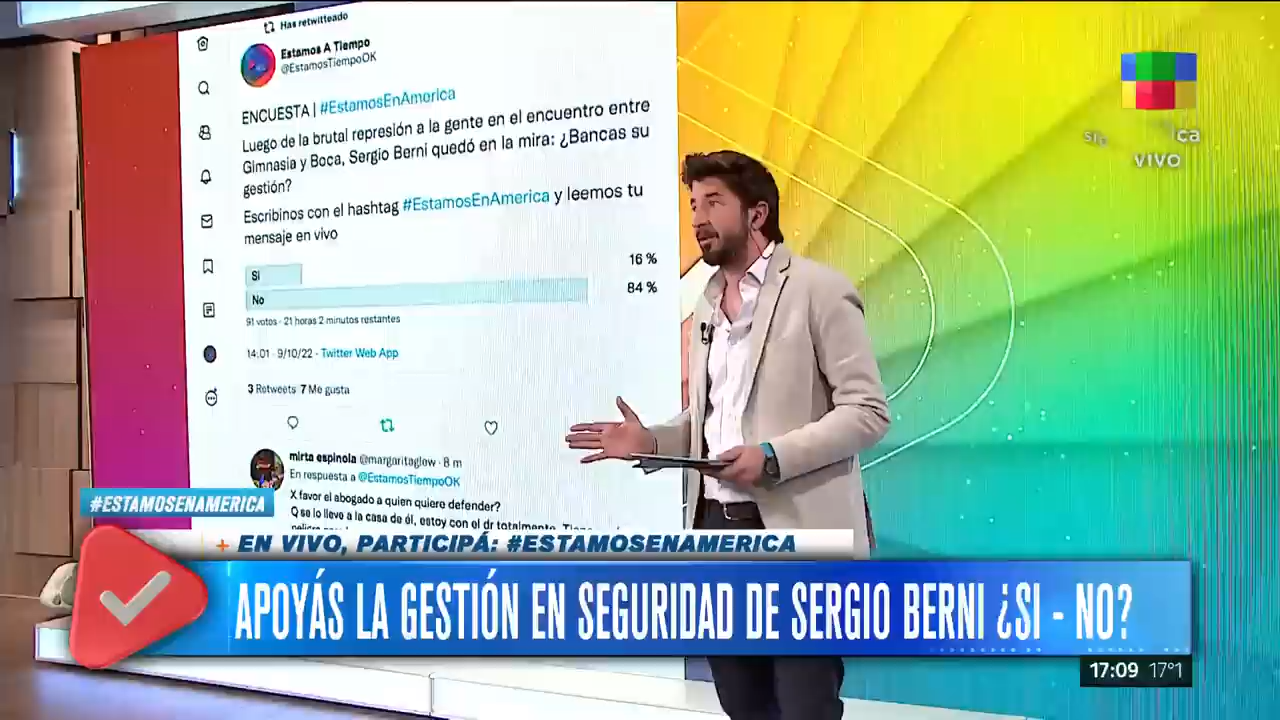 Has retwitteado
Estamos A Tiempo
@EstamosTiempoOK
ENCUESTA | #EstamosEnAmerica
Luego de la brutal represión a la gente en el encuentro entre
Gimnasia y Boca, Sergio Berni quedó en la mira: ¿Bancas su
gestión?
Escribinos con el hashtag #EstamosEnAmerica y leemos tu
mensaje en vivo
Si 16 %
No 84 %
91 votos · 21 horas 2 minutos restantes
14:01 · 9/10/22 · Twitter Web App
3 Retweets 7 Me gusta
mirta espinola @margaritaglow · 8 m
En respuesta a @EstamosTiempoOK
X favor el abogado a quien quiere defender?
Q se lo lleve a la casa de él, estoy con el dr totalmente.
VIVO
#ESTAMOSENAMERICA
+ EN VIVO, PARTICIPÁ: #ESTAMOSENAMERICA
APOYÁS LA GESTIÓN EN SEGURIDAD DE SERGIO BERNI ¿SI - NO?
17:09 17°1